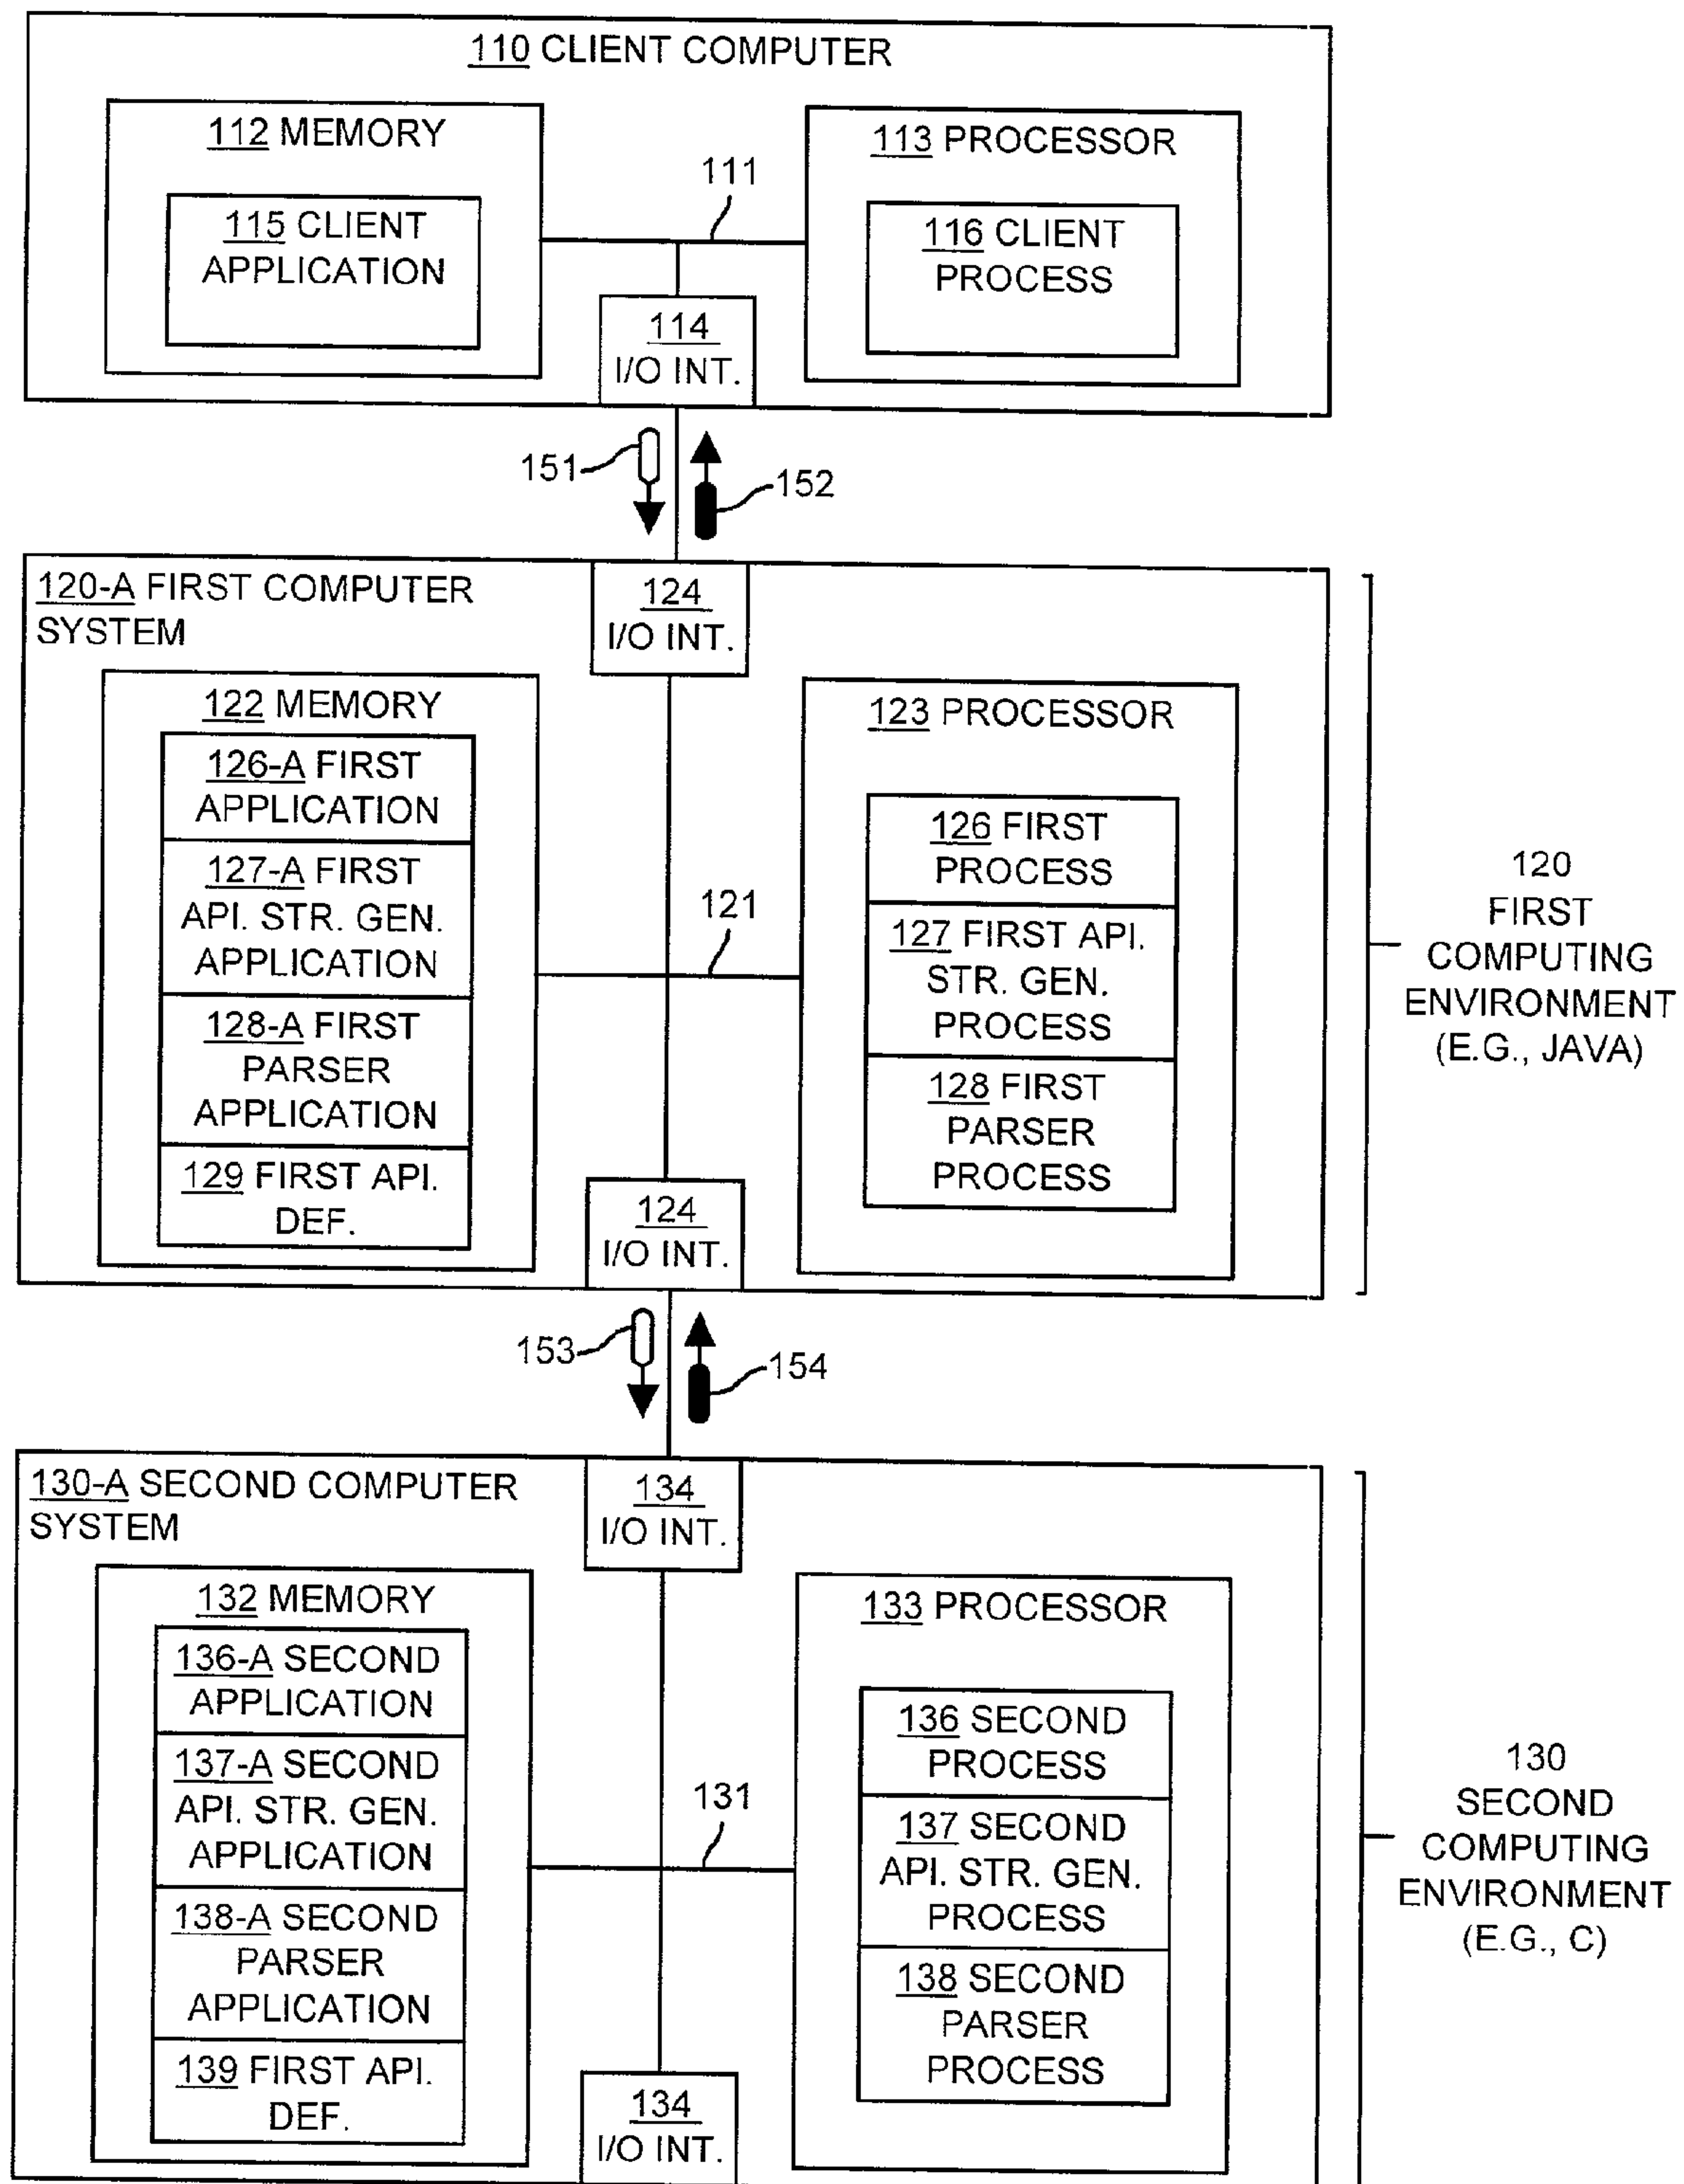 110 CLIENT COMPUTER
112 MEMORY
115 CLIENT
APPLICATION
111
113 PROCESSOR
116 CLIENT
PROCESS
114
I/O INT.
151
152
120-A FIRST COMPUTER
SYSTEM
124
I/O INT.
122 MEMORY
126-A FIRST
APPLICATION
127-A FIRST
API. STR. GEN.
APPLICATION
128-A FIRST
PARSER
APPLICATION
129 FIRST API.
DEF.
121
123 PROCESSOR
126 FIRST
PROCESS
127 FIRST API.
STR. GEN.
PROCESS
128 FIRST
PARSER
PROCESS
124
I/O INT.
120
FIRST
COMPUTING
ENVIRONMENT
(E.G., JAVA)
153
154
130-A SECOND COMPUTER
SYSTEM
134
I/O INT.
132 MEMORY
136-A SECOND
APPLICATION
137-A SECOND
API. STR. GEN.
APPLICATION
138-A SECOND
PARSER
APPLICATION
139 FIRST API.
DEF.
131
133 PROCESSOR
136 SECOND
PROCESS
137 SECOND
API. STR. GEN.
PROCESS
138 SECOND
PARSER
PROCESS
134
I/O INT.
130
SECOND
COMPUTING
ENVIRONMENT
(E.G., C)